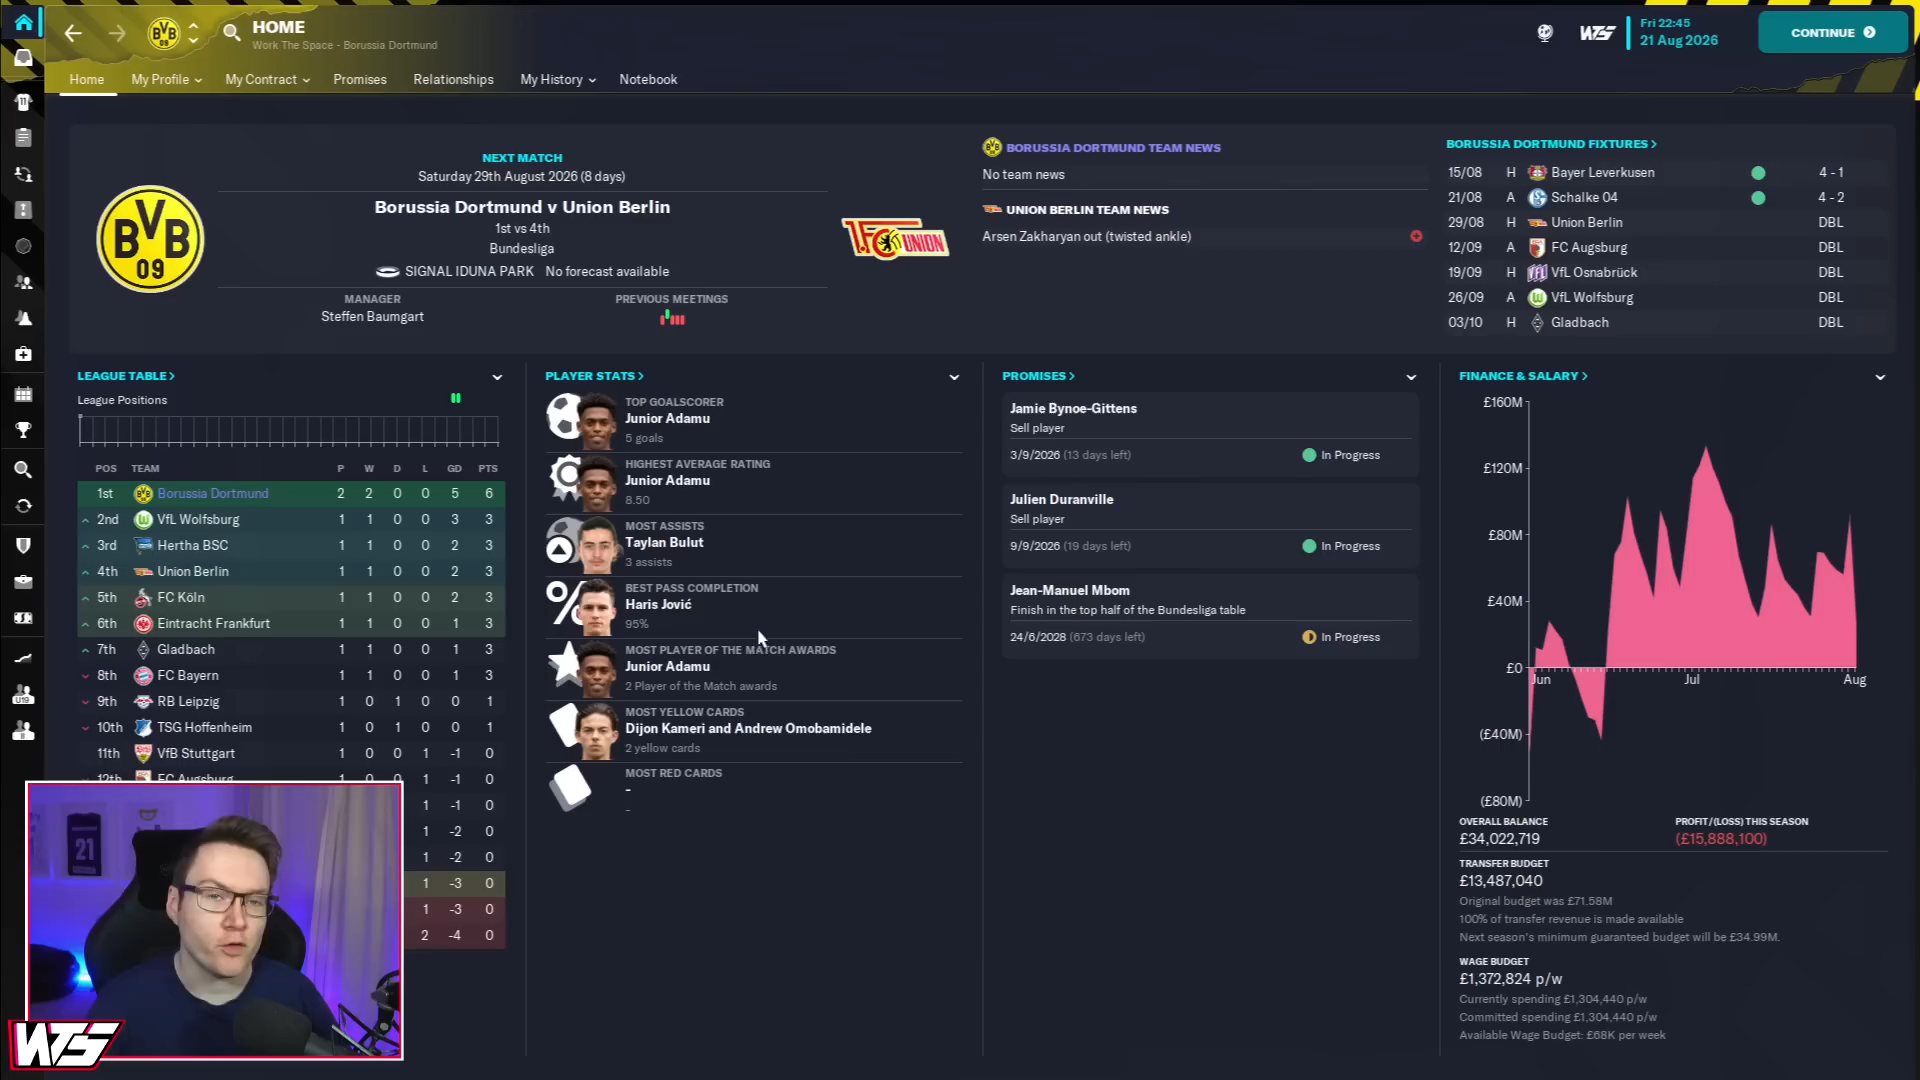 HOME
Work The Space - Borussia Dortmund
WTS
Fri 22:45
21 Aug 2026
CONTINUE
Home
My Profile
My Contract
Promises
Relationships
My History
Notebook
NEXT MATCH
Saturday 29th August 2026 (8 days)
Borussia Dortmund v Union Berlin
1st vs 4th
Bundesliga
SIGNAL IDUNA PARK No forecast available
MANAGER
Steffen Baumgart
PREVIOUS MEETINGS
BVB
09
1.FC UNION
BORUSSIA DORTMUND TEAM NEWS
No team news
UNION BERLIN TEAM NEWS
Arsen Zakharyan out (twisted ankle)
BORUSSIA DORTMUND FIXTURES >
15/08 H Bayer Leverkusen 4 - 1
21/08 A Schalke 04 4 - 2
29/08 H Union Berlin DBL
12/09 A FC Augsburg DBL
19/09 H VfL Osnabrück DBL
26/09 A VfL Wolfsburg DBL
03/10 H Gladbach DBL
LEAGUE TABLE >
League Positions
POS TEAM P W D L GD PTS
1st Borussia Dortmund 2 2 0 0 5 6
2nd VfL Wolfsburg 1 1 0 0 3 3
3rd Hertha BSC 1 1 0 0 2 3
4th Union Berlin 1 1 0 0 2 3
5th FC Köln 1 1 0 0 2 3
6th Eintracht Frankfurt 1 1 0 0 1 3
7th Gladbach 1 1 0 0 1 3
8th FC Bayern 1 1 0 0 1 3
9th RB Leipzig 1 0 1 0 0 1
10th TSG Hoffenheim 1 0 1 0 0 1
11th VfB Stuttgart 1 0 0 1 -1 0
12th FC Augsburg 1 0 0 1 -1 0
1 -1 0
1 -2 0
1 -2 0
1 -3 0
1 -3 0
2 -4 0
21
WTS
PLAYER STATS >
TOP GOALSCORER
Junior Adamu
5 goals
HIGHEST AVERAGE RATING
Junior Adamu
8.50
MOST ASSISTS
Taylan Bulut
3 assists
BEST PASS COMPLETION
Haris Jović
95%
MOST PLAYER OF THE MATCH AWARDS
Junior Adamu
2 Player of the Match awards
MOST YELLOW CARDS
Dijon Kameri and Andrew Omobamidele
2 yellow cards
MOST RED CARDS
-
-
PROMISES >
Jamie Bynoe-Gittens
Sell player
3/9/2026 (13 days left) In Progress
Julien Duranville
Sell player
9/9/2026 (19 days left) In Progress
Jean-Manuel Mbom
Finish in the top half of the Bundesliga table
24/6/2028 (673 days left) In Progress
FINANCE & SALARY >
£160M
£120M
£80M
£40M
£0
(£40M)
(£80M)
Jun Jul Aug
OVERALL BALANCE
£34,022,719
PROFIT/(LOSS) THIS SEASON
(£15,888,100)
TRANSFER BUDGET
£13,487,040
Original budget was £71.58M
100% of transfer revenue is made available
Next season's minimum guaranteed budget will be £34.99M.
WAGE BUDGET
£1,372,824 p/w
Currently spending £1,304,440 p/w
Committed spending £1,304,440 p/w
Available Wage Budget: £68K per week